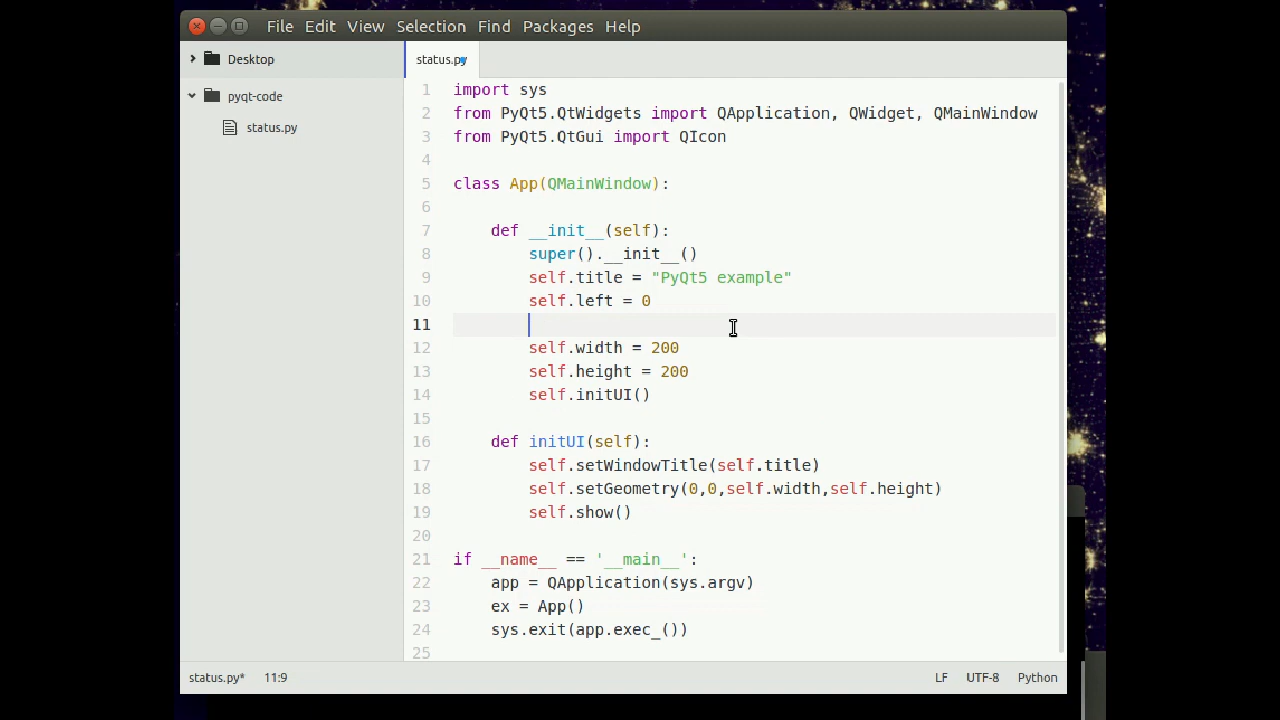 File Edit View Selection Find Packages Help
Desktop
pyqt-code
status.py
status.py
1 import sys
2 from PyQt5.QtWidgets import QApplication, QWidget, QMainWindow
3 from PyQt5.QtGui import QIcon
4
5 class App(QMainWindow):
6
7     def __init__(self):
8         super().__init__()
9         self.title = "PyQt5 example"
10         self.left = 0
11
12         self.width = 200
13         self.height = 200
14         self.initUI()
15
16     def initUI(self):
17         self.setWindowTitle(self.title)
18         self.setGeometry(0,0,self.width,self.height)
19         self.show()
20
21 if __name__ == '__main__':
22     app = QApplication(sys.argv)
23     ex = App()
24     sys.exit(app.exec_())
25
status.py* 11:9 LF UTF-8 Python